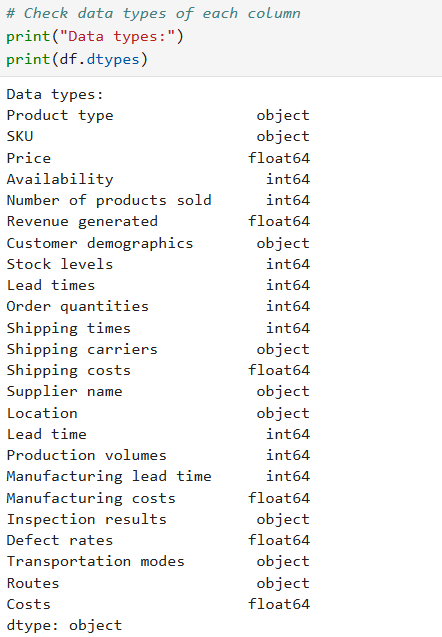 # Check data types of each column
print("Data types:")
print(df.dtypes)
Data types:
Product type                object
SKU                         object
Price                      float64
Availability                 int64
Number of products sold      int64
Revenue generated          float64
Customer demographics       object
Stock levels                 int64
Lead times                   int64
Order quantities             int64
Shipping times               int64
Shipping carriers           object
Shipping costs             float64
Supplier name               object
Location                    object
Lead time                    int64
Production volumes           int64
Manufacturing lead time      int64
Manufacturing costs        float64
Inspection results          object
Defect rates               float64
Transportation modes        object
Routes                      object
Costs                      float64
dtype: object